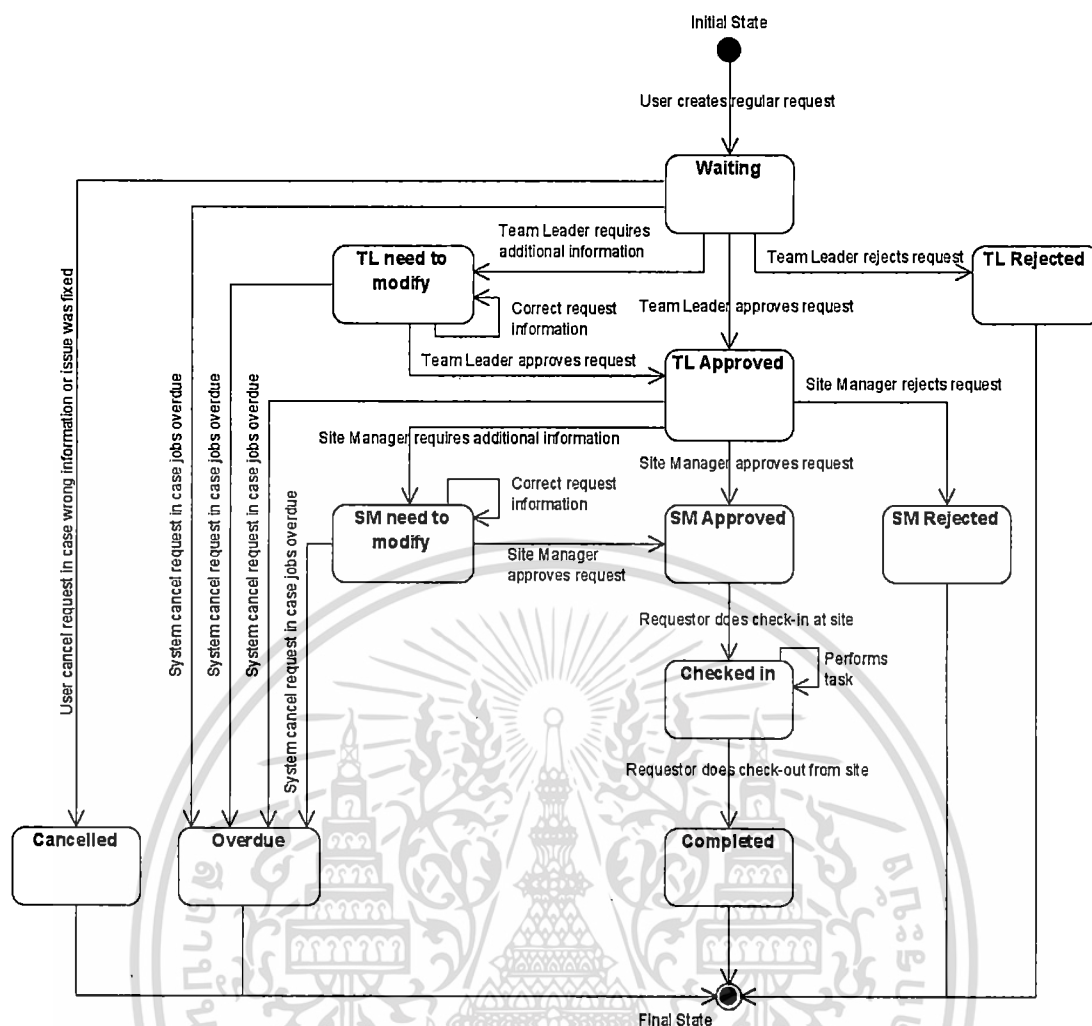 Initial State
User creates regular request
Waiting
Team Leader requires
additional information
TL need to
modify
Team Leader rejects request
TL Rejected
Correct request
information
Team Leader approves request
Team Leader approves request
TL Approved
Site Manager rejects request
Site Manager requires additional information
Site Manager approves request
Correct request
information
SM need to
modify
SM Approved
SM Rejected
Site Manager
approves request
User cancel request in case wrong information or issue was fixed
System cancel request in case jobs overdue
System cancel request in case jobs overdue
System cancel request in case jobs overdue
System cancel request in case jobs overdue
Requestor does check-in at site
Checked in
Performs
task
Requestor does check-out from site
Cancelled
Overdue
Completed
Final State